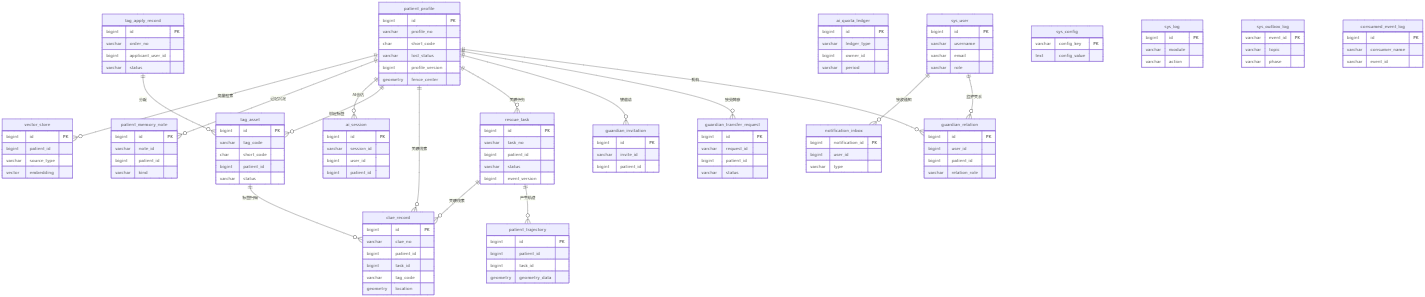 patient_profile
bigint id PK
varchar profile_no
char short_code
varchar lost_status
bigint profile_version
geometry fence_center
tag_apply_record
bigint id PK
varchar order_no
bigint applicant_user_id
varchar status
ai_quota_ledger
bigint id PK
varchar ledger_type
bigint owner_id
varchar period
sys_user
bigint id PK
varchar username
varchar email
varchar role
sys_config
varchar config_key PK
text config_value
sys_log
bigint id PK
varchar module
varchar action
sys_outbox_log
varchar event_id PK
varchar topic
varchar phase
consumed_event_log
bigint id PK
varchar consumer_name
varchar event_id
vector_store
bigint id PK
bigint patient_id
varchar source_type
vector embedding
patient_memory_note
bigint id PK
varchar note_id
bigint patient_id
varchar kind
tag_asset
bigint id PK
varchar tag_code
char short_code
bigint patient_id
varchar status
ai_session
bigint id PK
varchar session_id
bigint user_id
bigint patient_id
rescue_task
bigint id PK
varchar task_no
bigint patient_id
varchar status
bigint event_version
guardian_invitation
bigint id PK
varchar invite_id
bigint patient_id
guardian_transfer_request
bigint id PK
varchar request_id
bigint patient_id
varchar status
notification_inbox
bigint notification_id PK
bigint user_id
varchar type
guardian_relation
bigint id PK
bigint user_id
bigint patient_id
varchar relation_role
clue_record
bigint id PK
varchar clue_no
bigint patient_id
bigint task_id
varchar tag_code
geometry location
patient_trajectory
bigint id PK
bigint patient_id
bigint task_id
geometry geometry_data